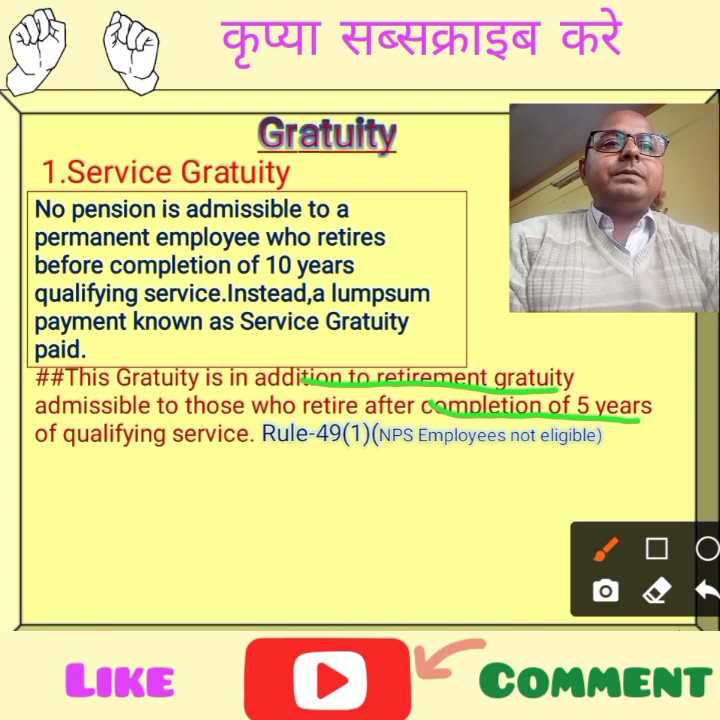 कृप्या सब्सक्राइब करे
Gratuity
1.Service Gratuity
No pension is admissible to a
permanent employee who retires
before completion of 10 years
qualifying service.Instead,a lumpsum
payment known as Service Gratuity
paid.
##This Gratuity is in addition to retirement gratuity
admissible to those who retire after completion of 5 years
of qualifying service. Rule-49(1)(NPS Employees not eligible)
LIKE
COMMENT